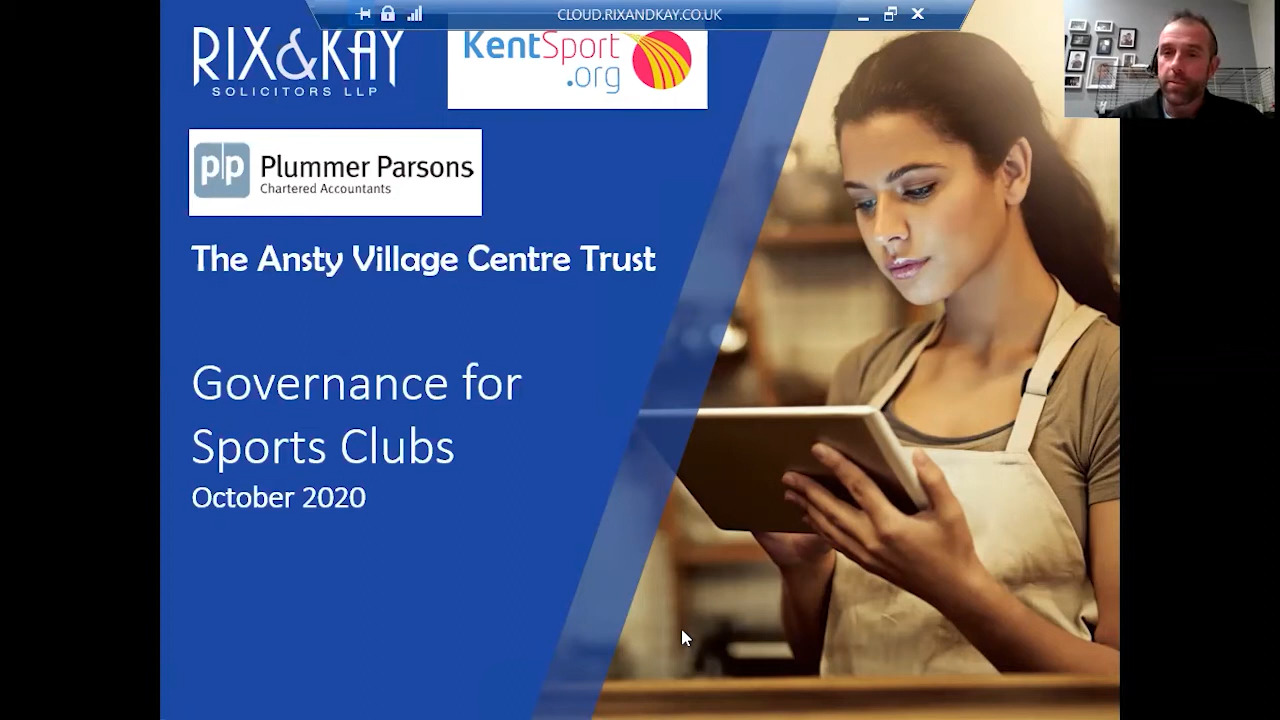 CLOUD.RIXANDKAY.CO.UK
RIX&KAY
SOLICITORS LLP
KentSport
.org
pp
Plummer Parsons
Chartered Accountants
The Ansty Village Centre Trust
Governance for
Sports Clubs
October 2020